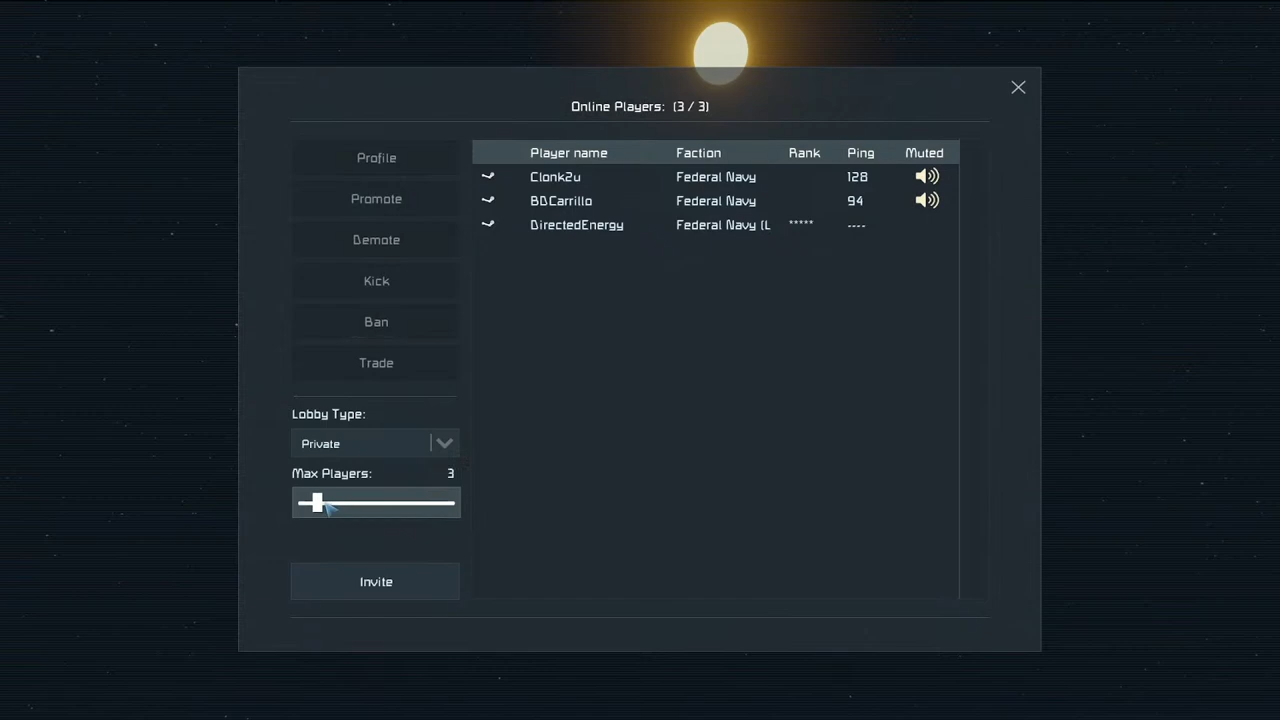 Online Players: (3 / 3)
Profile
Promote
Demote
Kick
Ban
Trade
Lobby Type:
Private
Max Players: 3
Invite
Player name Faction Rank Ping Muted
Clonk2u Federal Navy 128
BDCarrillo Federal Navy 94
DirectedEnergy Federal Navy (L ***** ----